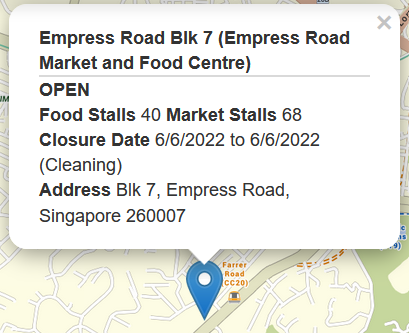 Empress Road Blk 7 (Empress Road
Market and Food Centre)
OPEN
Food Stalls 40 Market Stalls 68
Closure Date 6/6/2022 to 6/6/2022
(Cleaning)
Address Blk 7, Empress Road,
Singapore 260007
Farrer
Road
(CC20)